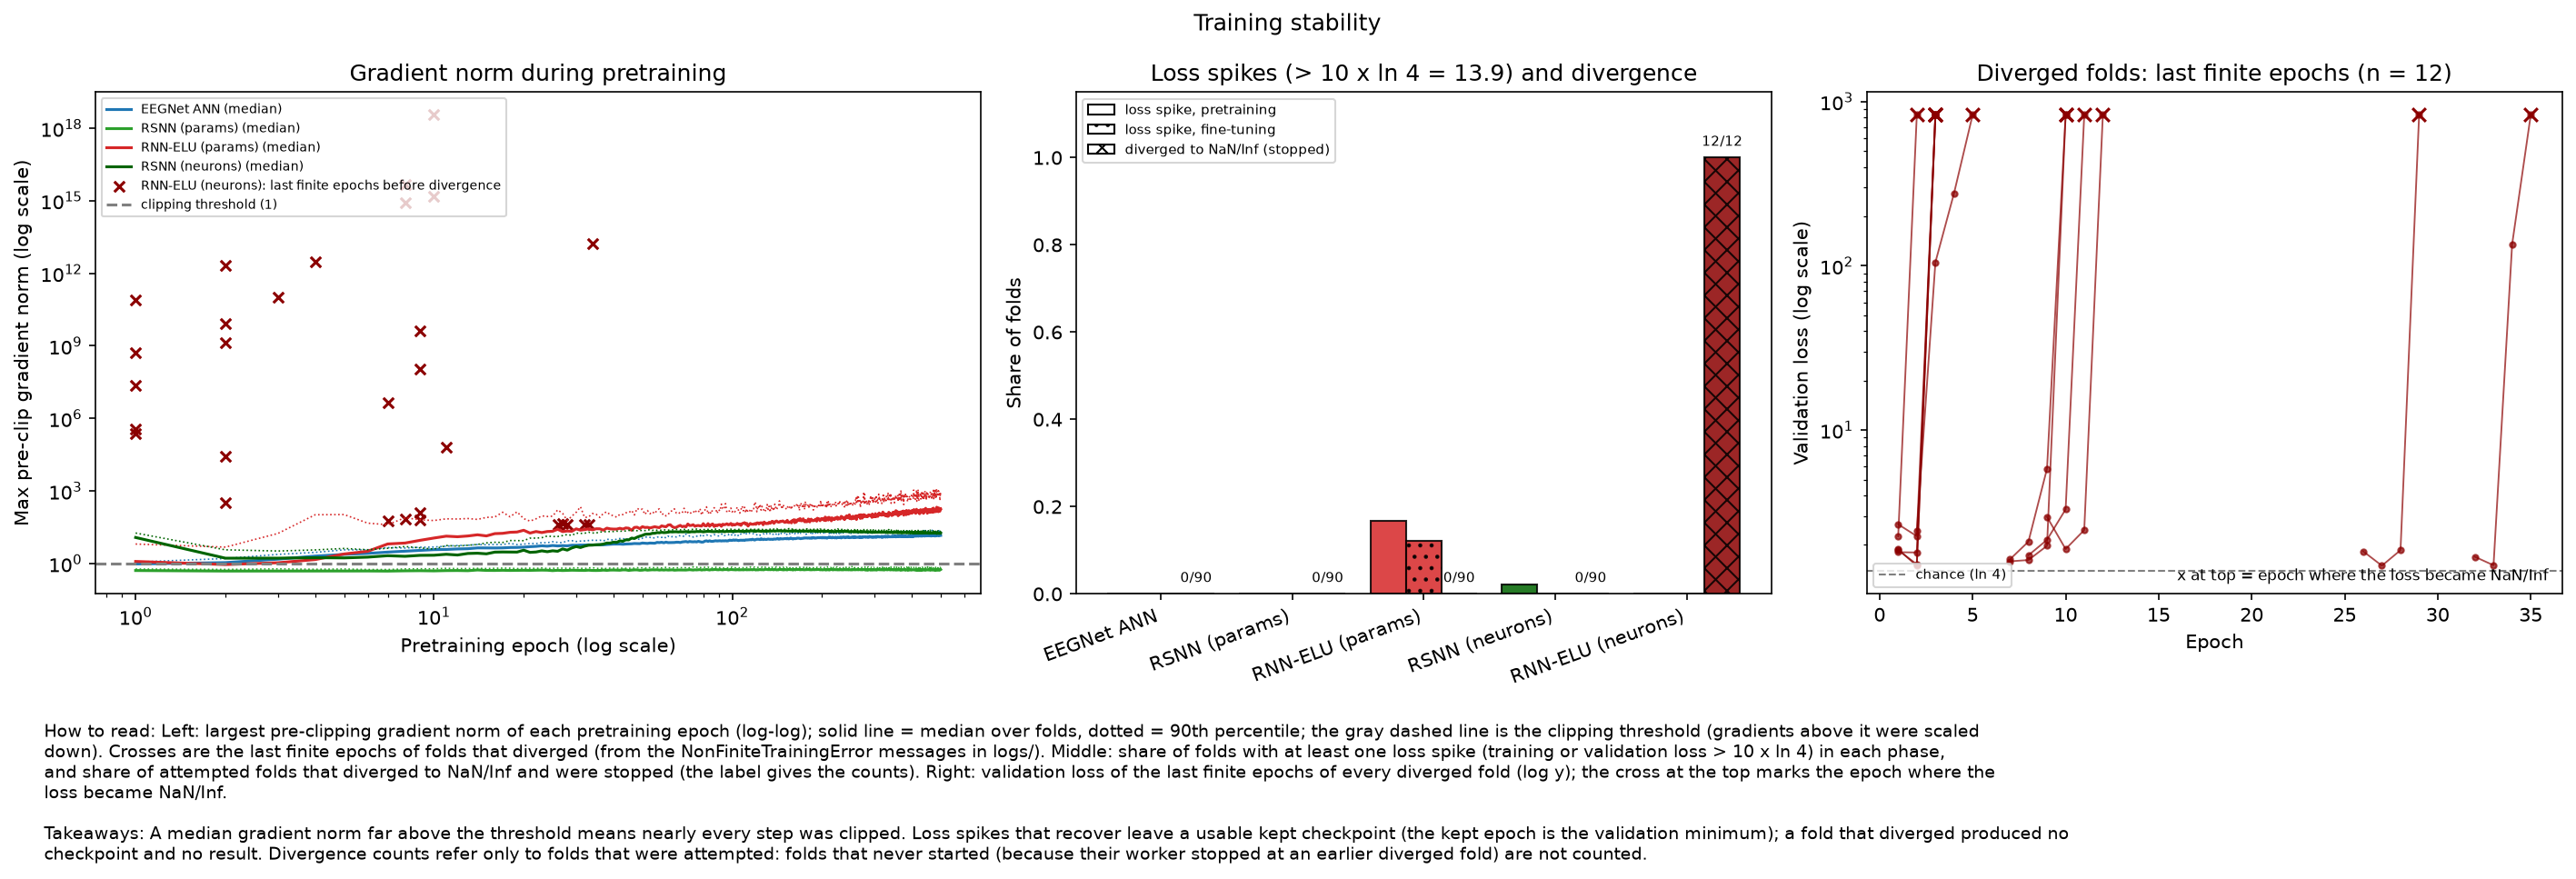 Training stability
Gradient norm during pretraining
Max pre-clip gradient norm (log scale)
10^18
10^15
10^12
10^9
10^6
10^3
10^0
EEGNet ANN (median)
RSNN (params) (median)
RNN-ELU (params) (median)
RSNN (neurons) (median)
RNN-ELU (neurons): last finite epochs before divergence
clipping threshold (1)
10^0
10^1
10^2
Pretraining epoch (log scale)
Loss spikes (> 10 x ln 4 = 13.9) and divergence
Share of folds
1.0
0.8
0.6
0.4
0.2
0.0
loss spike, pretraining
loss spike, fine-tuning
diverged to NaN/Inf (stopped)
12/12
0/90
0/90
0/90
0/90
EEGNet ANN
RSNN (params)
RNN-ELU (params)
RSNN (neurons)
RNN-ELU (neurons)
Diverged folds: last finite epochs (n = 12)
Validation loss (log scale)
10^3
10^2
10^1
chance (ln 4)
x at top = epoch where the loss became NaN/Inf
0
5
10
15
20
25
30
35
Epoch
How to read: Left: largest pre-clipping gradient norm of each pretraining epoch (log-log); solid line = median over folds, dotted = 90th percentile; the gray dashed line is the clipping threshold (gradients above it were scaled
down). Crosses are the last finite epochs of folds that diverged (from the NonFiniteTrainingError messages in logs/). Middle: share of folds with at least one loss spike (training or validation loss > 10 x ln 4) in each phase,
and share of attempted folds that diverged to NaN/Inf and were stopped (the label gives the counts). Right: validation loss of the last finite epochs of every diverged fold (log y); the cross at the top marks the epoch where the
loss became NaN/Inf.
Takeaways: A median gradient norm far above the threshold means nearly every step was clipped. Loss spikes that recover leave a usable kept checkpoint (the kept epoch is the validation minimum); a fold that diverged produced no
checkpoint and no result. Divergence counts refer only to folds that were attempted: folds that never started (because their worker stopped at an earlier diverged fold) are not counted.